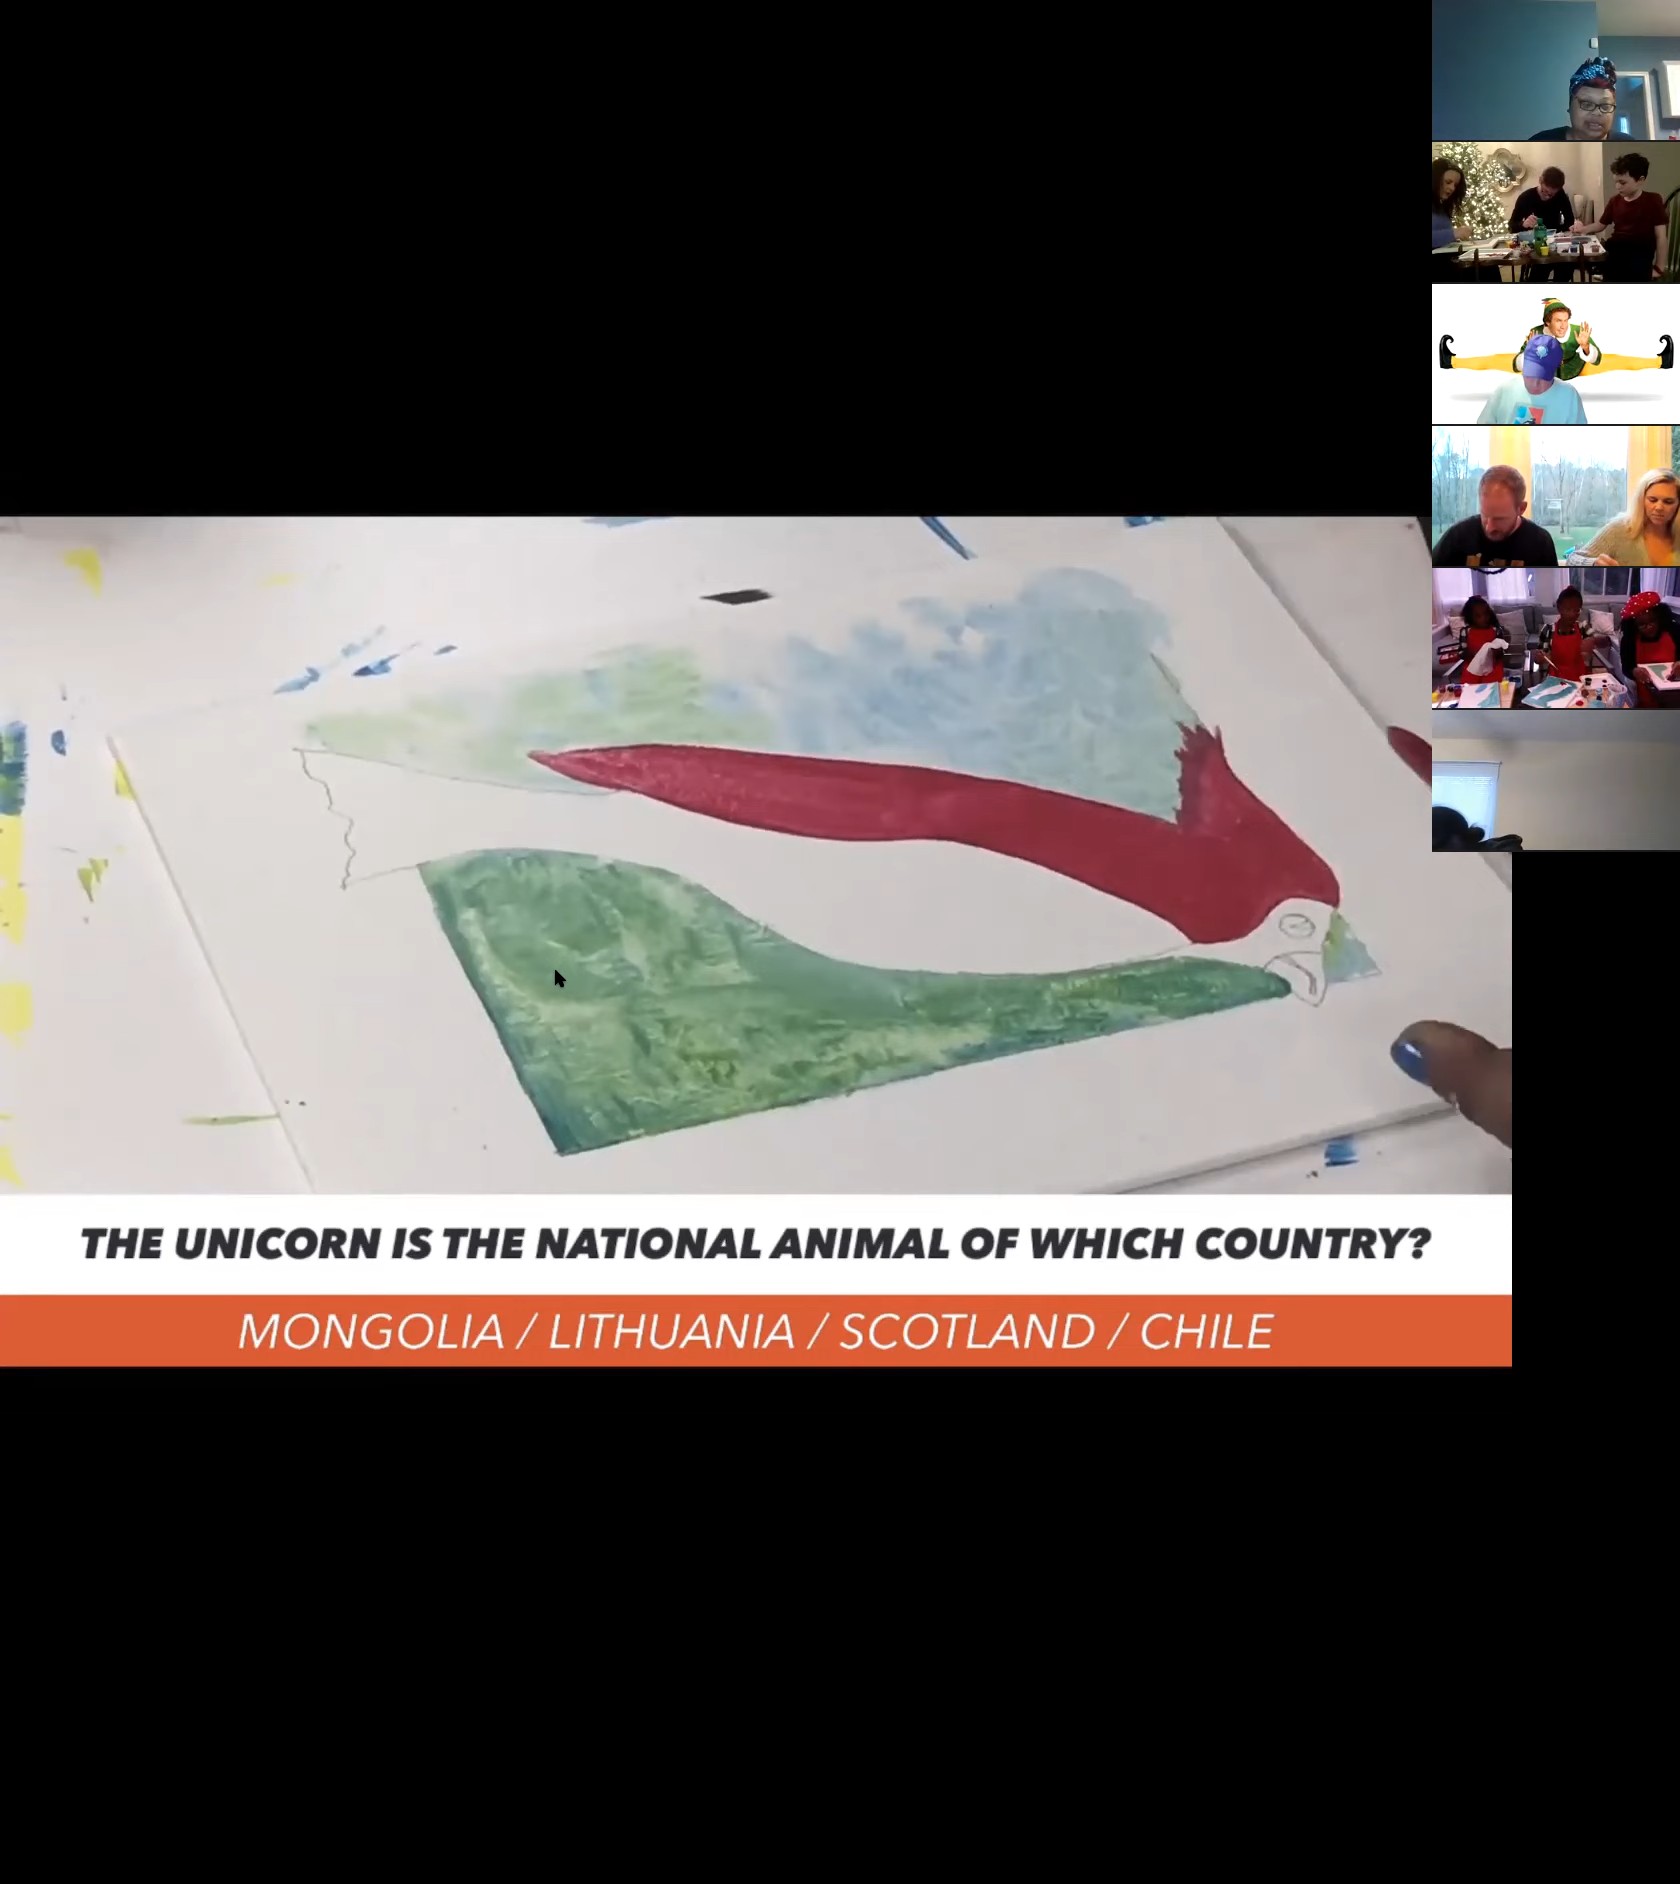 THE UNICORN IS THE NATIONAL ANIMAL OF WHICH COUNTRY?
MONGOLIA / LITHUANIA / SCOTLAND / CHILE